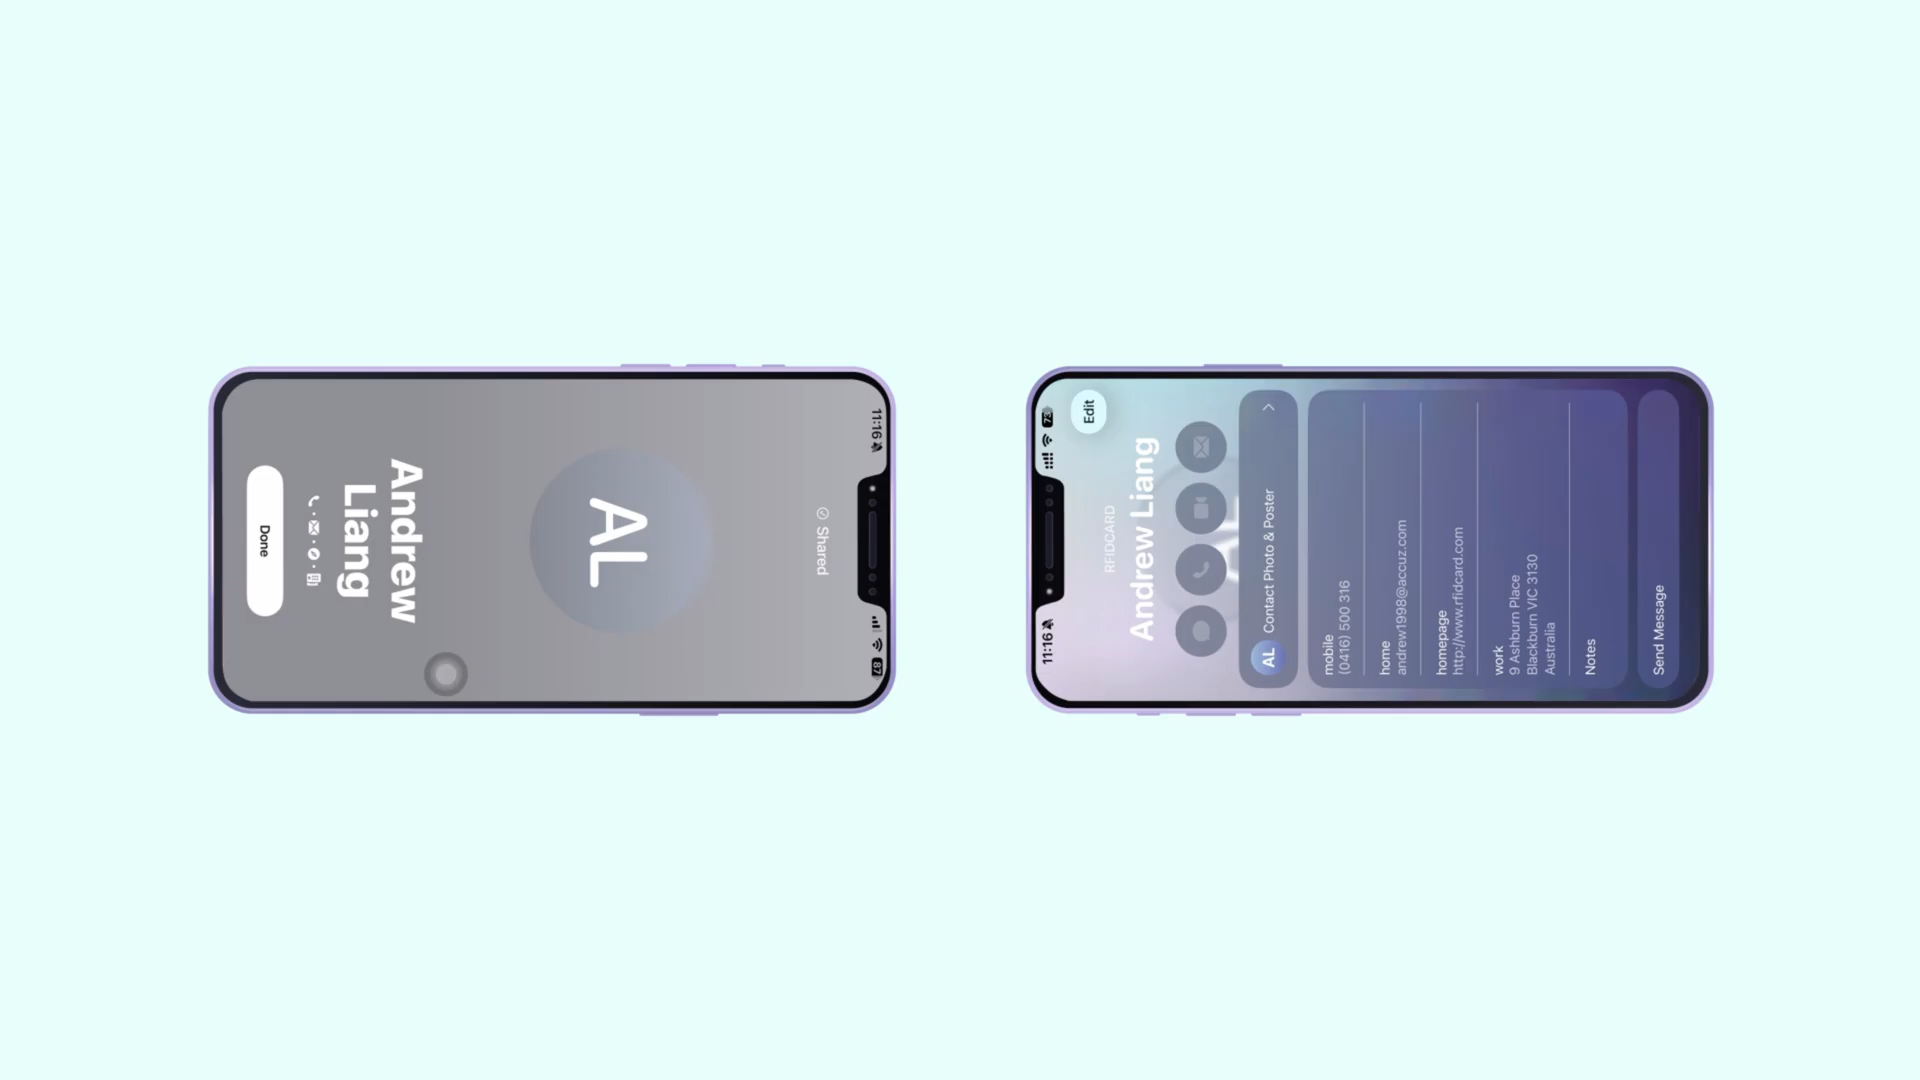 11:16
87
Shared
AL
Andrew
Liang
Done
11:16
73
Edit
RFIDCARD
Andrew Liang
AL Contact Photo & Poster
mobile
(0416) 500 316
home
andrew1998@accuz.com
homepage
http://www.rfidcard.com
work
9 Ashburn Place
Blackburn VIC 3130
Australia
Notes
Send Message